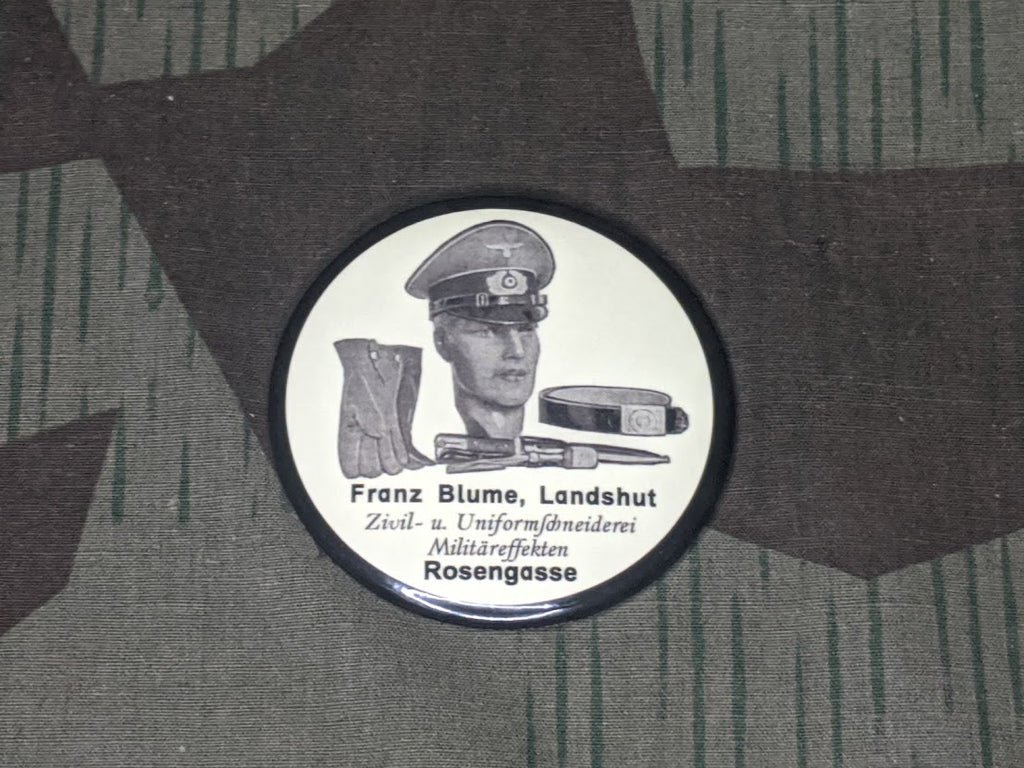 Franz Blume, Landshut
Zivil- u. Uniformſchneiderei
Militäreffekten
Rosengasse